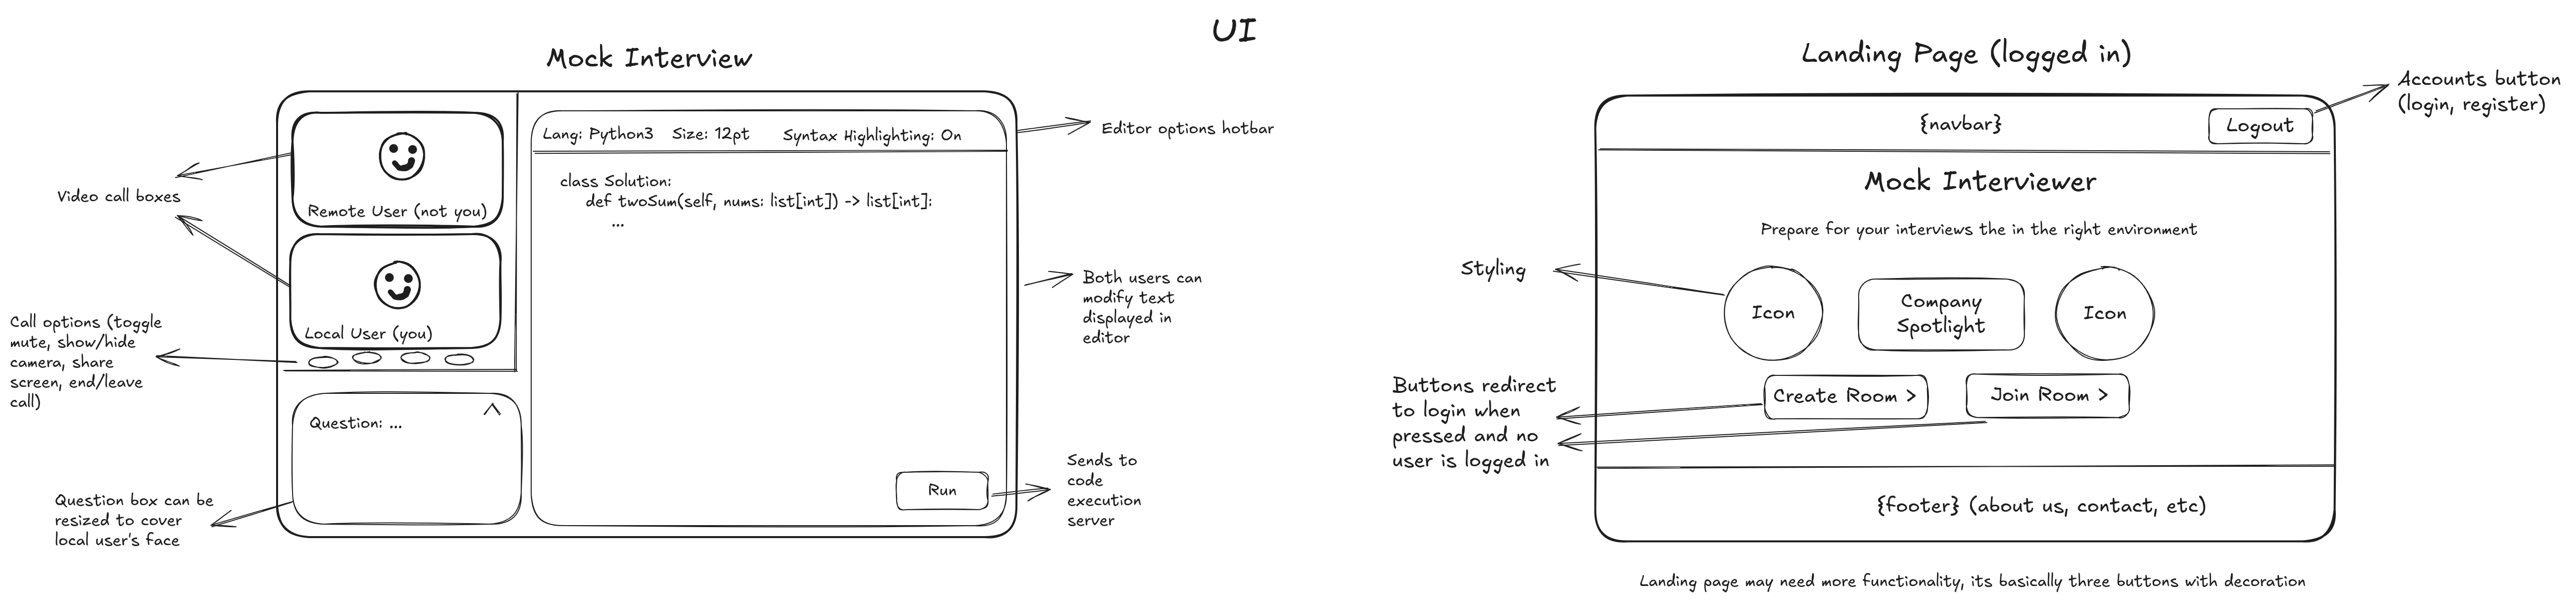 UI
Mock Interview
Video call boxes
Call options (toggle
mute, show/hide
camera, share
screen, end/leave
call)
Question box can be
resized to cover
local user's face
Remote User (not you)
Local User (you)
Question: ...
Lang: Python3 Size: 12pt Syntax Highlighting: On
class Solution:
def twoSum(self, nums: list[int]) -> list[int]:
...
Run
Editor options hotbar
Both users can
modify text
displayed in
editor
Sends to
code
execution
server
Landing Page (logged in)
Accounts button
(login, register)
{navbar}
Logout
Mock Interviewer
Prepare for your interviews the in the right environment
Styling
Icon
Company
Spotlight
Icon
Buttons redirect
to login when
pressed and no
user is logged in
Create Room >
Join Room >
{footer} (about us, contact, etc)
Landing page may need more functionality, its basically three buttons with decoration